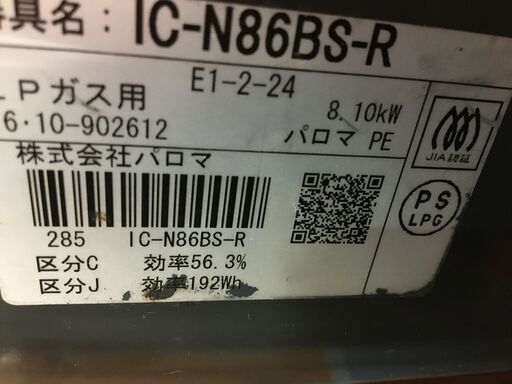 具名: IC-N86BS-R
LPガス用 E1-2-24 8.10kW
6・10-902612 パロマ PE
株式会社パロマ
JIA認証
PS
LPG
285 IC-N86BS-R
区分C 効率56.3%
区分J 効率192Wh